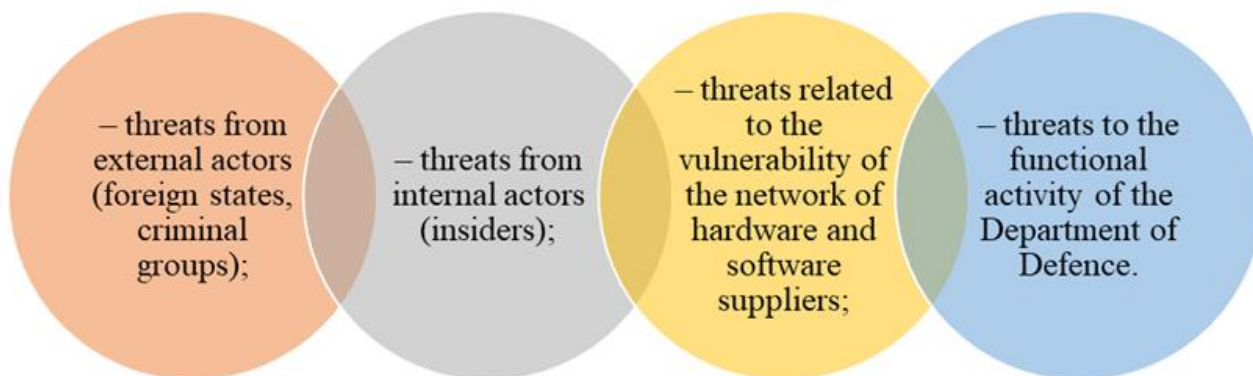 – threats from
external actors
(foreign states,
criminal
groups);
– threats from
internal actors
(insiders);
– threats related
to the
vulnerability of
the network of
hardware and
software
suppliers;
– threats to the
functional
activity of the
Department of
Defence.